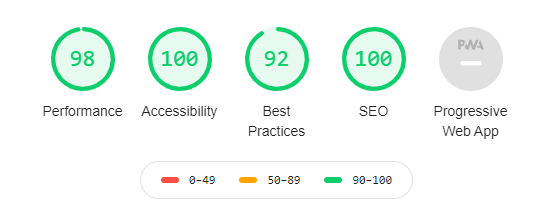 98 100 92 100 PWA
Performance Accessibility Best Practices SEO Progressive Web App
0–49 50–89 90–100